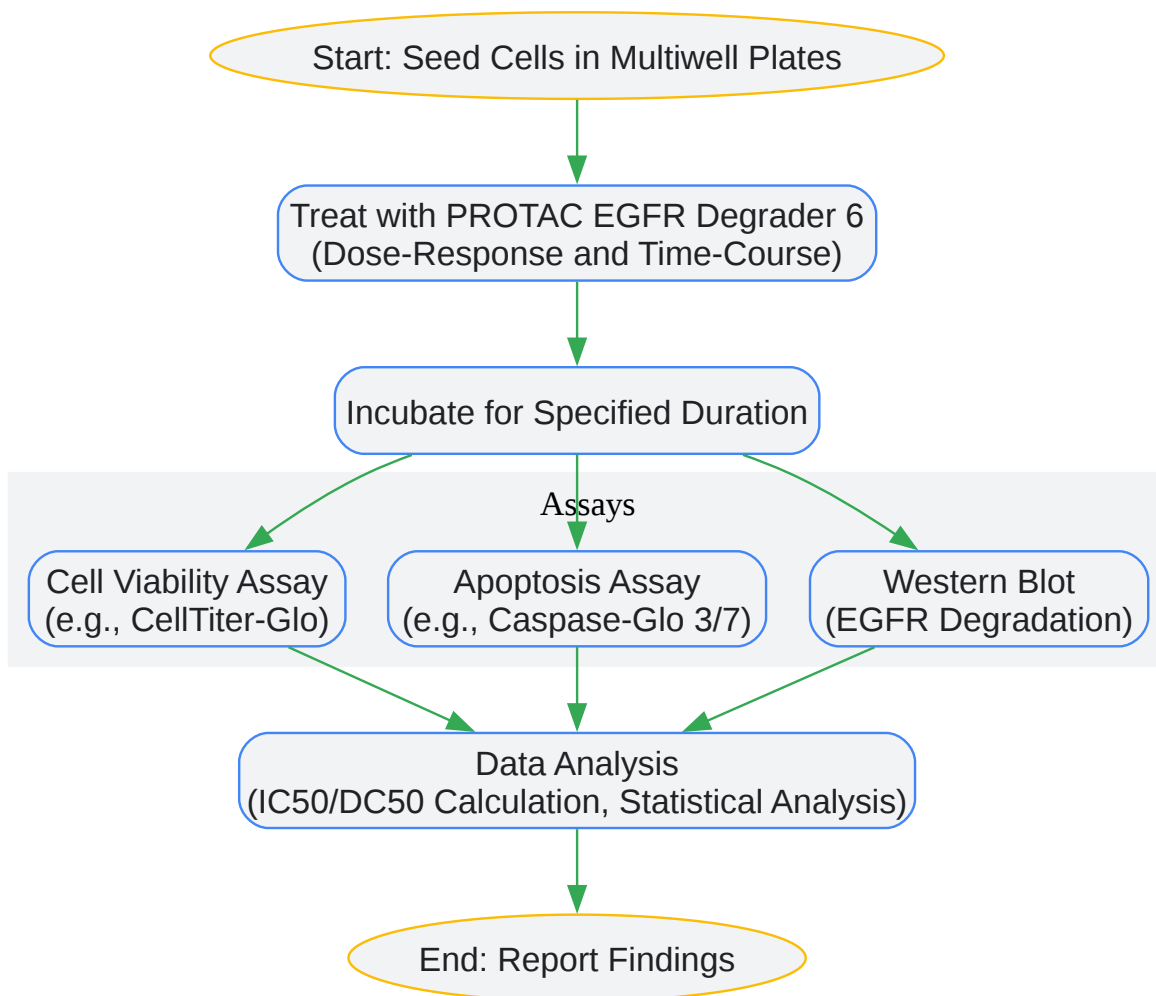 Start: Seed Cells in Multiwell Plates
Treat with PROTAC EGFR Degrader 6
(Dose-Response and Time-Course)
Incubate for Specified Duration
Assays
Cell Viability Assay
(e.g., CellTiter-Glo)
Apoptosis Assay
(e.g., Caspase-Glo 3/7)
Western Blot
(EGFR Degradation)
Data Analysis
(IC50/DC50 Calculation, Statistical Analysis)
End: Report Findings